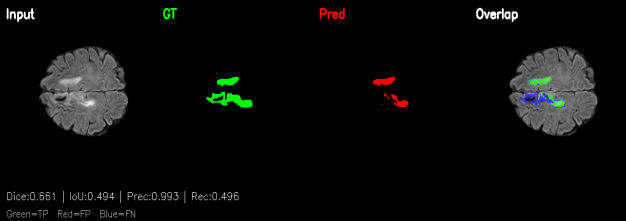 Input GT Pred Overlap
Dice:0.661 | IoU:0.494 | Prec:0.993 | Rec:0.496
Green=TP Red=FP Blue=FN